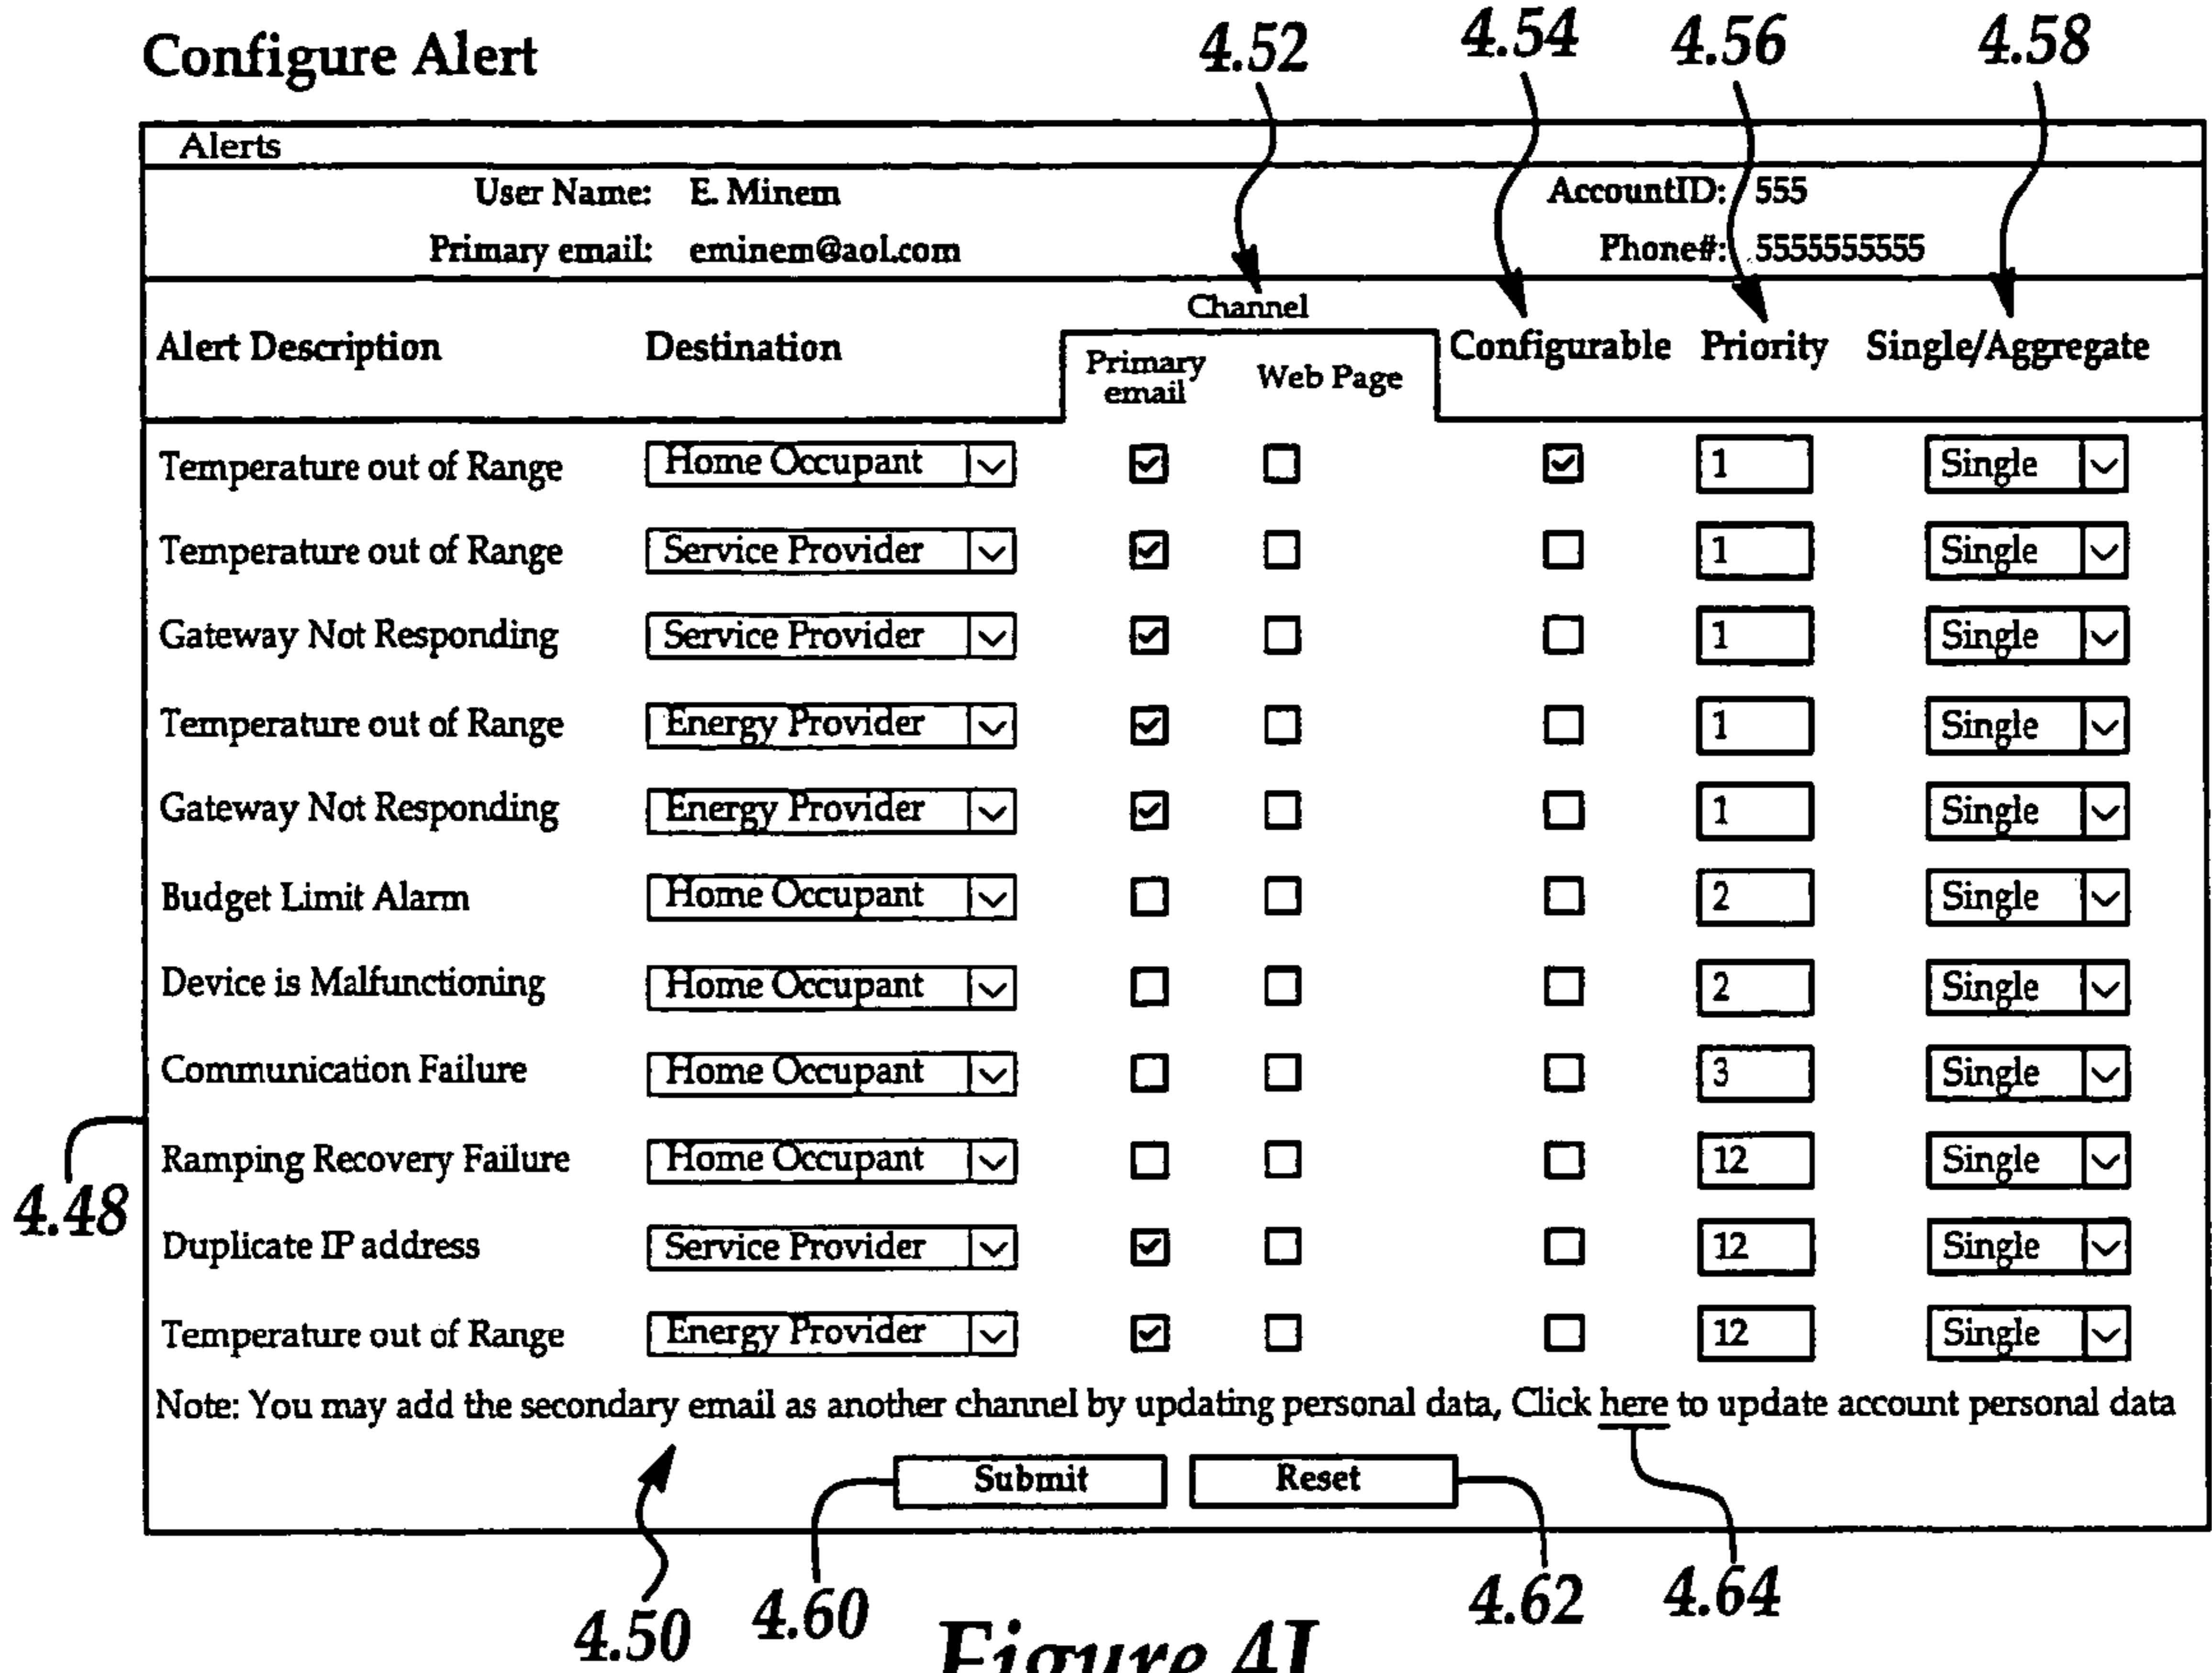 Configure Alert
4.52 4.54 4.56 4.58
Alerts
User Name: E. Minem AccountID: 555
Primary email: eminem@aol.com Phone#: 5555555555
Channel
Alert Description Destination Primary email Web Page Configurable Priority Single/Aggregate
Temperature out of Range Home Occupant 1 Single
Temperature out of Range Service Provider 1 Single
Gateway Not Responding Service Provider 1 Single
Temperature out of Range Energy Provider 1 Single
Gateway Not Responding Energy Provider 1 Single
Budget Limit Alarm Home Occupant 2 Single
Device is Malfunctioning Home Occupant 2 Single
Communication Failure Home Occupant 3 Single
Ramping Recovery Failure Home Occupant 12 Single
4.48
Duplicate IP address Service Provider 12 Single
Temperature out of Range Energy Provider 12 Single
Note: You may add the secondary email as another channel by updating personal data, Click here to update account personal data
Submit Reset
4.50 4.60 4.62 4.64
Figure 4I